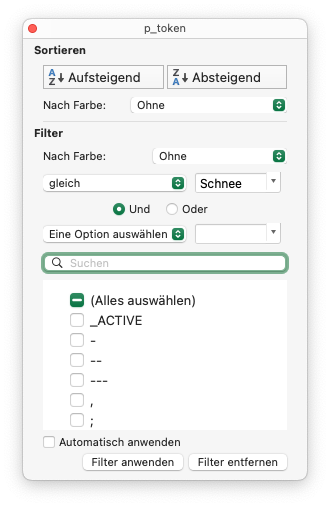 p_token
Sortieren
Aufsteigend
Absteigend
Nach Farbe:
Ohne
Filter
Nach Farbe:
Ohne
gleich
Schnee
Und
Oder
Eine Option auswählen
Suchen
(Alles auswählen)
_ACTIVE
-
--
---
,
;
Automatisch anwenden
Filter anwenden
Filter entfernen